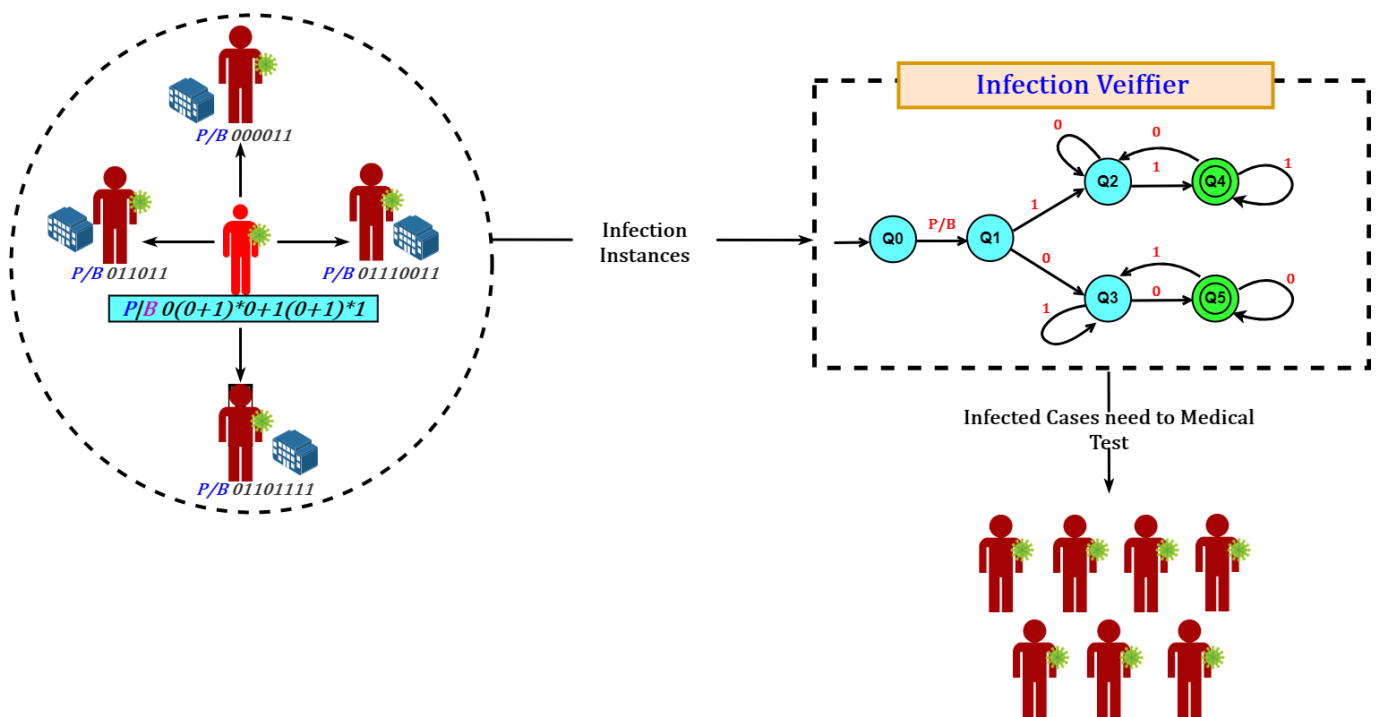 P/B 000011
P/B 011011
P/B 01110011
P|B 0(0+1)*0+1(0+1)*1
P/B 01101111
Infection
Instances
Infection Veiffier
0
0
1
1
Q2
Q4
1
P/B
Q0
Q1
0
1
0
1
0
Q3
Q5
Infected Cases need to Medical
Test